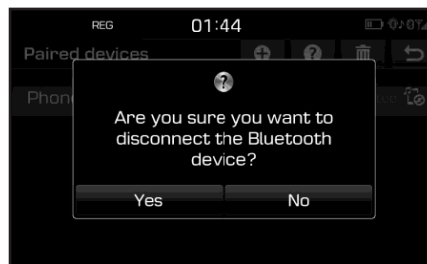 REG 01:44
Paired devices
Phon
Are you sure you want to
disconnect the Bluetooth
device?
Yes No